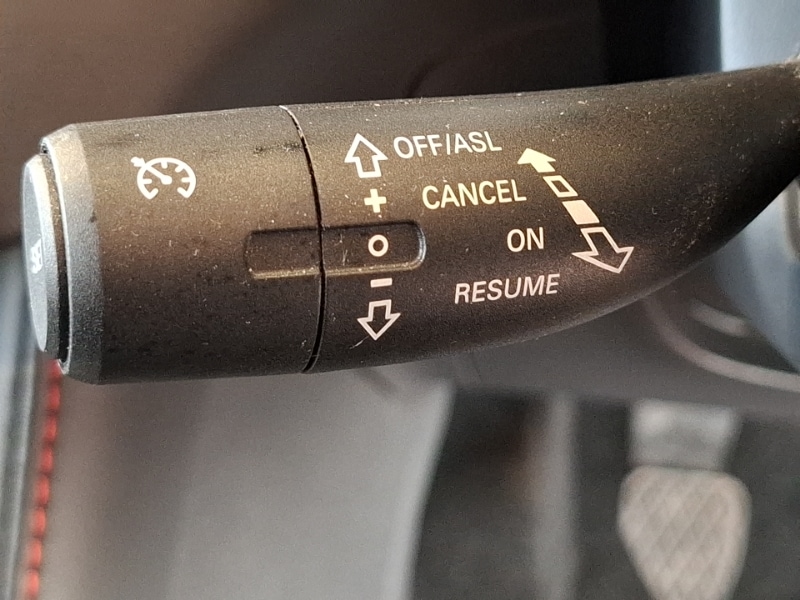 OFF/ASL
+
CANCEL
O
ON
-
RESUME